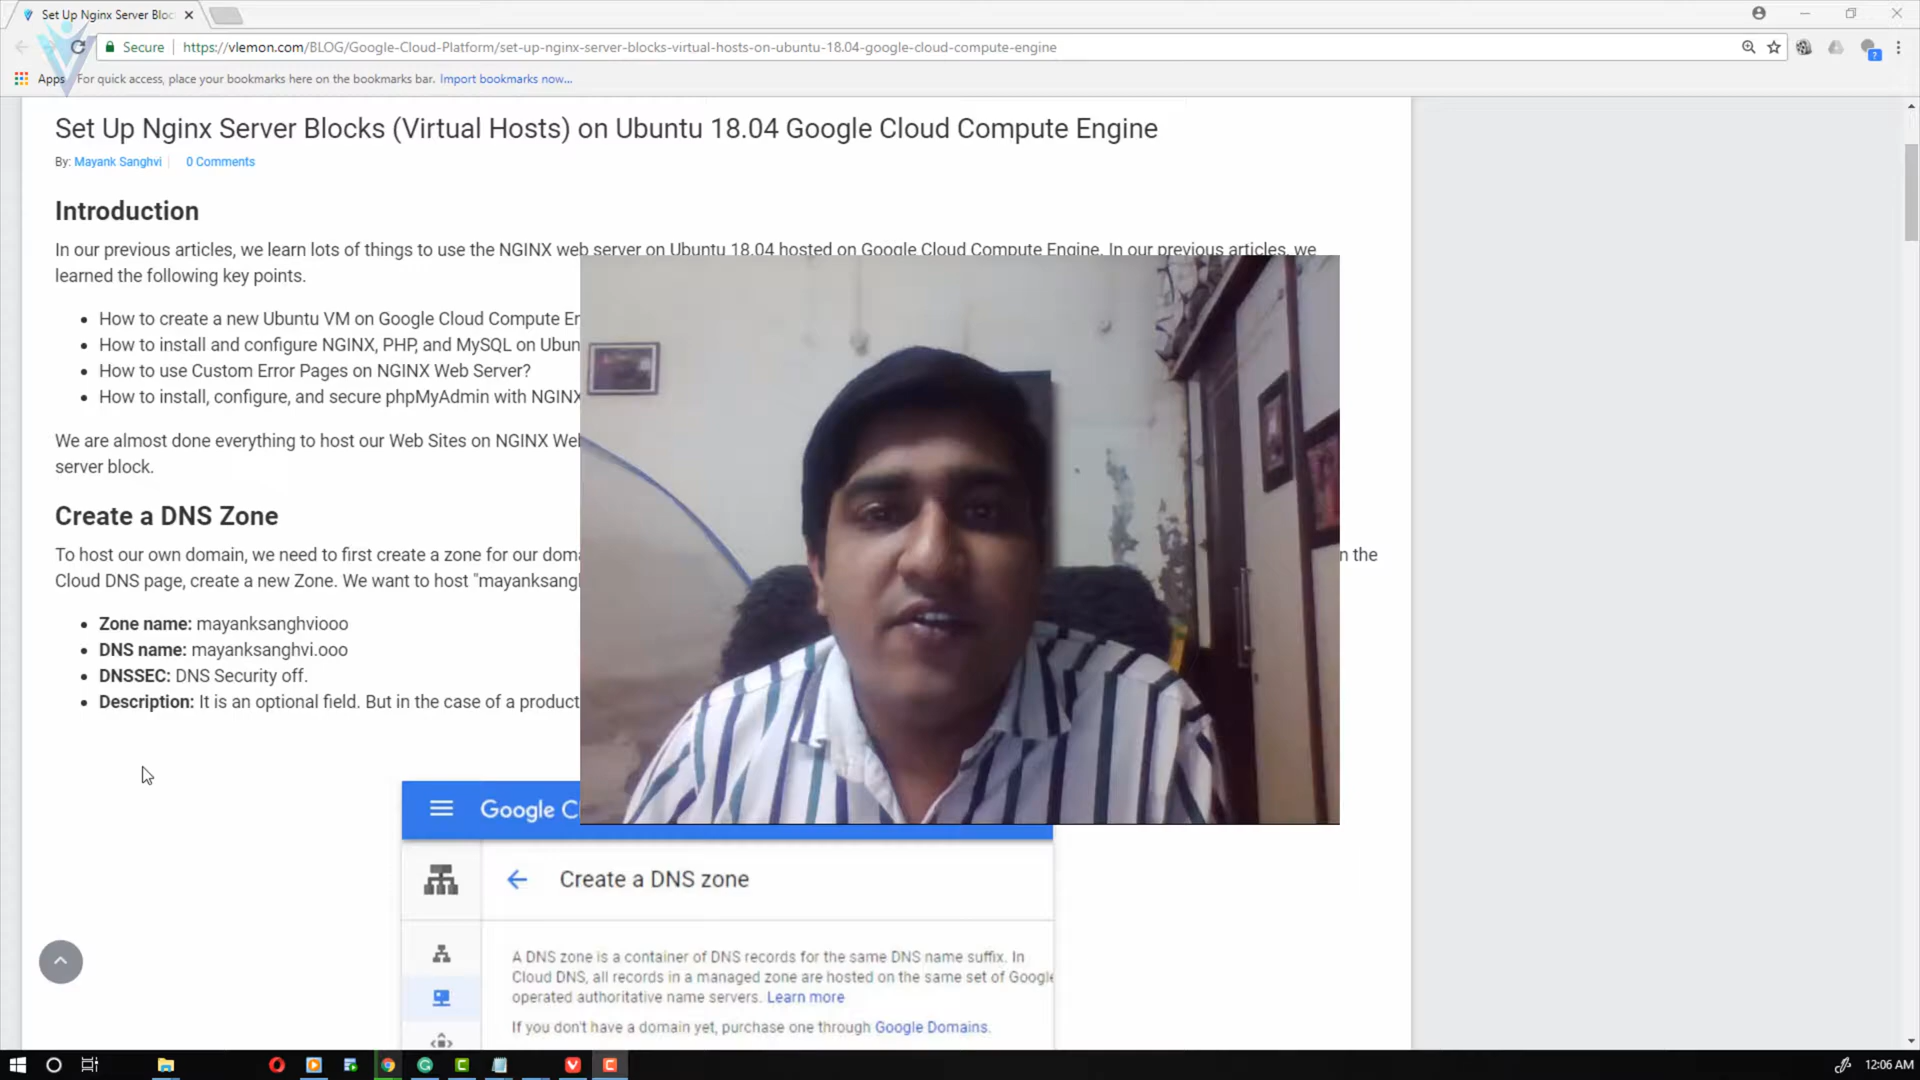 Set Up Nginx Server Bloc
Secure
https://vlemon.com/BLOG/Google-Cloud-Platform/set-up-nginx-server-blocks-virtual-hosts-on-ubuntu-18.04-google-cloud-compute-engine
Apps
For quick access, place your bookmarks here on the bookmarks bar. Import bookmarks now...
Set Up Nginx Server Blocks (Virtual Hosts) on Ubuntu 18.04 Google Cloud Compute Engine
By: Mayank Sanghvi
0 Comments
Introduction
In our previous articles, we learn lots of things to use the NGINX web server on Ubuntu 18.04 hosted on Google Cloud Compute Engine. In our previous articles, we
learned the following key points.
How to create a new Ubuntu VM on Google Cloud Compute En
How to install and configure NGINX, PHP, and MySQL on Ubun
How to use Custom Error Pages on NGINX Web Server?
How to install, configure, and secure phpMyAdmin with NGINX
We are almost done everything to host our Web Sites on NGINX Web
server block.
Create a DNS Zone
To host our own domain, we need to first create a zone for our doma
n the
Cloud DNS page, create a new Zone. We want to host "mayanksangh
Zone name: mayanksanghviooo
DNS name: mayanksanghvi.ooo
DNSSEC: DNS Security off.
Description: It is an optional field. But in the case of a product
Google C
Create a DNS zone
A DNS zone is a container of DNS records for the same DNS name suffix. In
Cloud DNS, all records in a managed zone are hosted on the same set of Google
operated authoritative name servers. Learn more
If you don't have a domain yet, purchase one through Google Domains.
12:06 AM